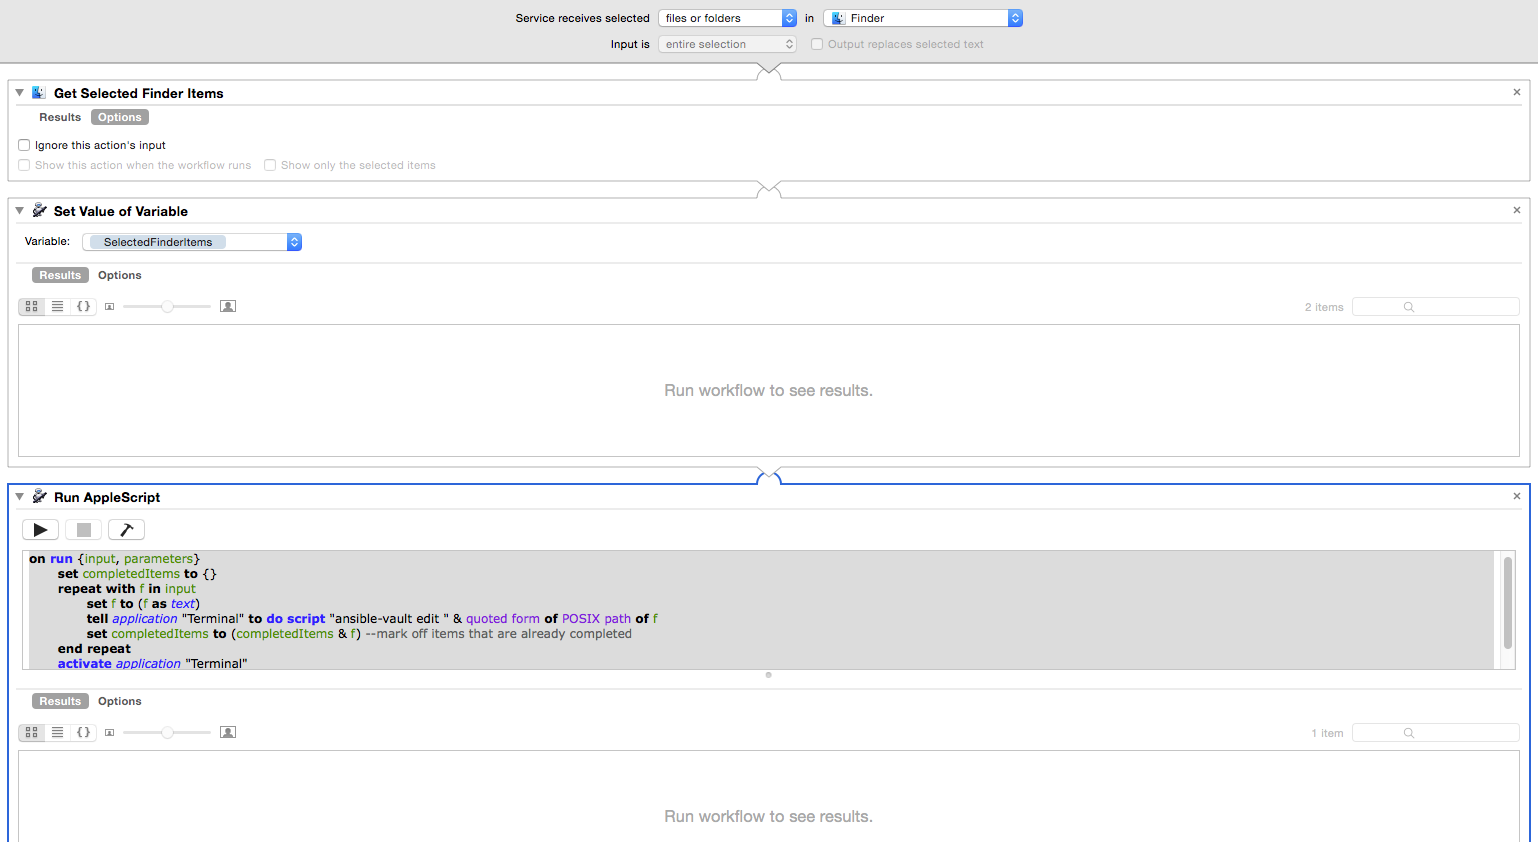 Service receives selected files or folders in Finder
Input is entire selection Output replaces selected text
Get Selected Finder Items
Results Options
Ignore this action's input
Show this action when the workflow runs Show only the selected items
Set Value of Variable
Variable: SelectedFinderItems
Results Options
2 items
Run workflow to see results.
Run AppleScript
on run {input, parameters}
set completedItems to {}
repeat with f in input
set f to (f as text)
tell application "Terminal" to do script "ansible-vault edit " & quoted form of POSIX path of f
set completedItems to (completedItems & f) --mark off items that are already completed
end repeat
activate application "Terminal"
Results Options
1 item
Run workflow to see results.